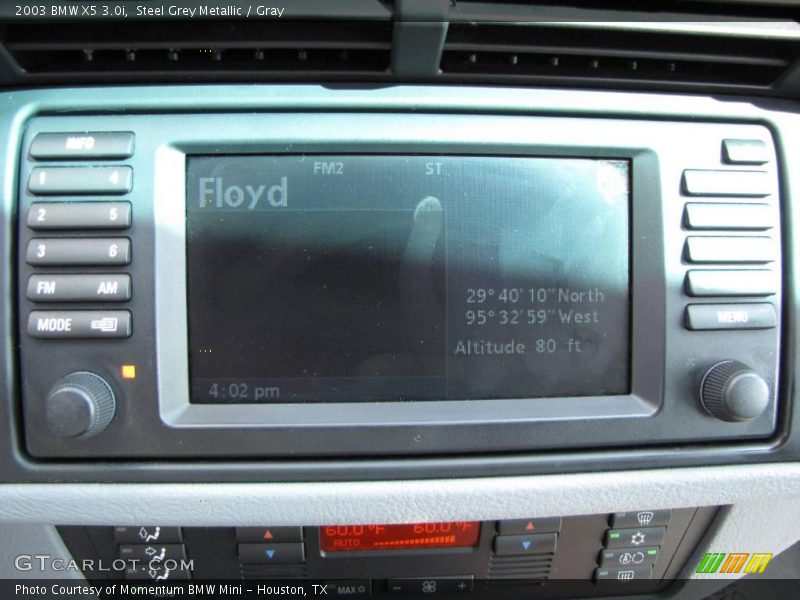 2003 BMW X5 3.0i,  Steel Grey Metallic / Gray
INFO
1 4
2 5
3 6
FM AM
MODE
FM2 ST
Floyd
29°40'10"North
95°32'59"West
Altitude 80 ft
4:02 pm
MENU
60.0°F 60.0°F
AUTO
MAX
- +
GTCarLot.com
Photo Courtesy of Momentum BMW Mini - Houston, TX